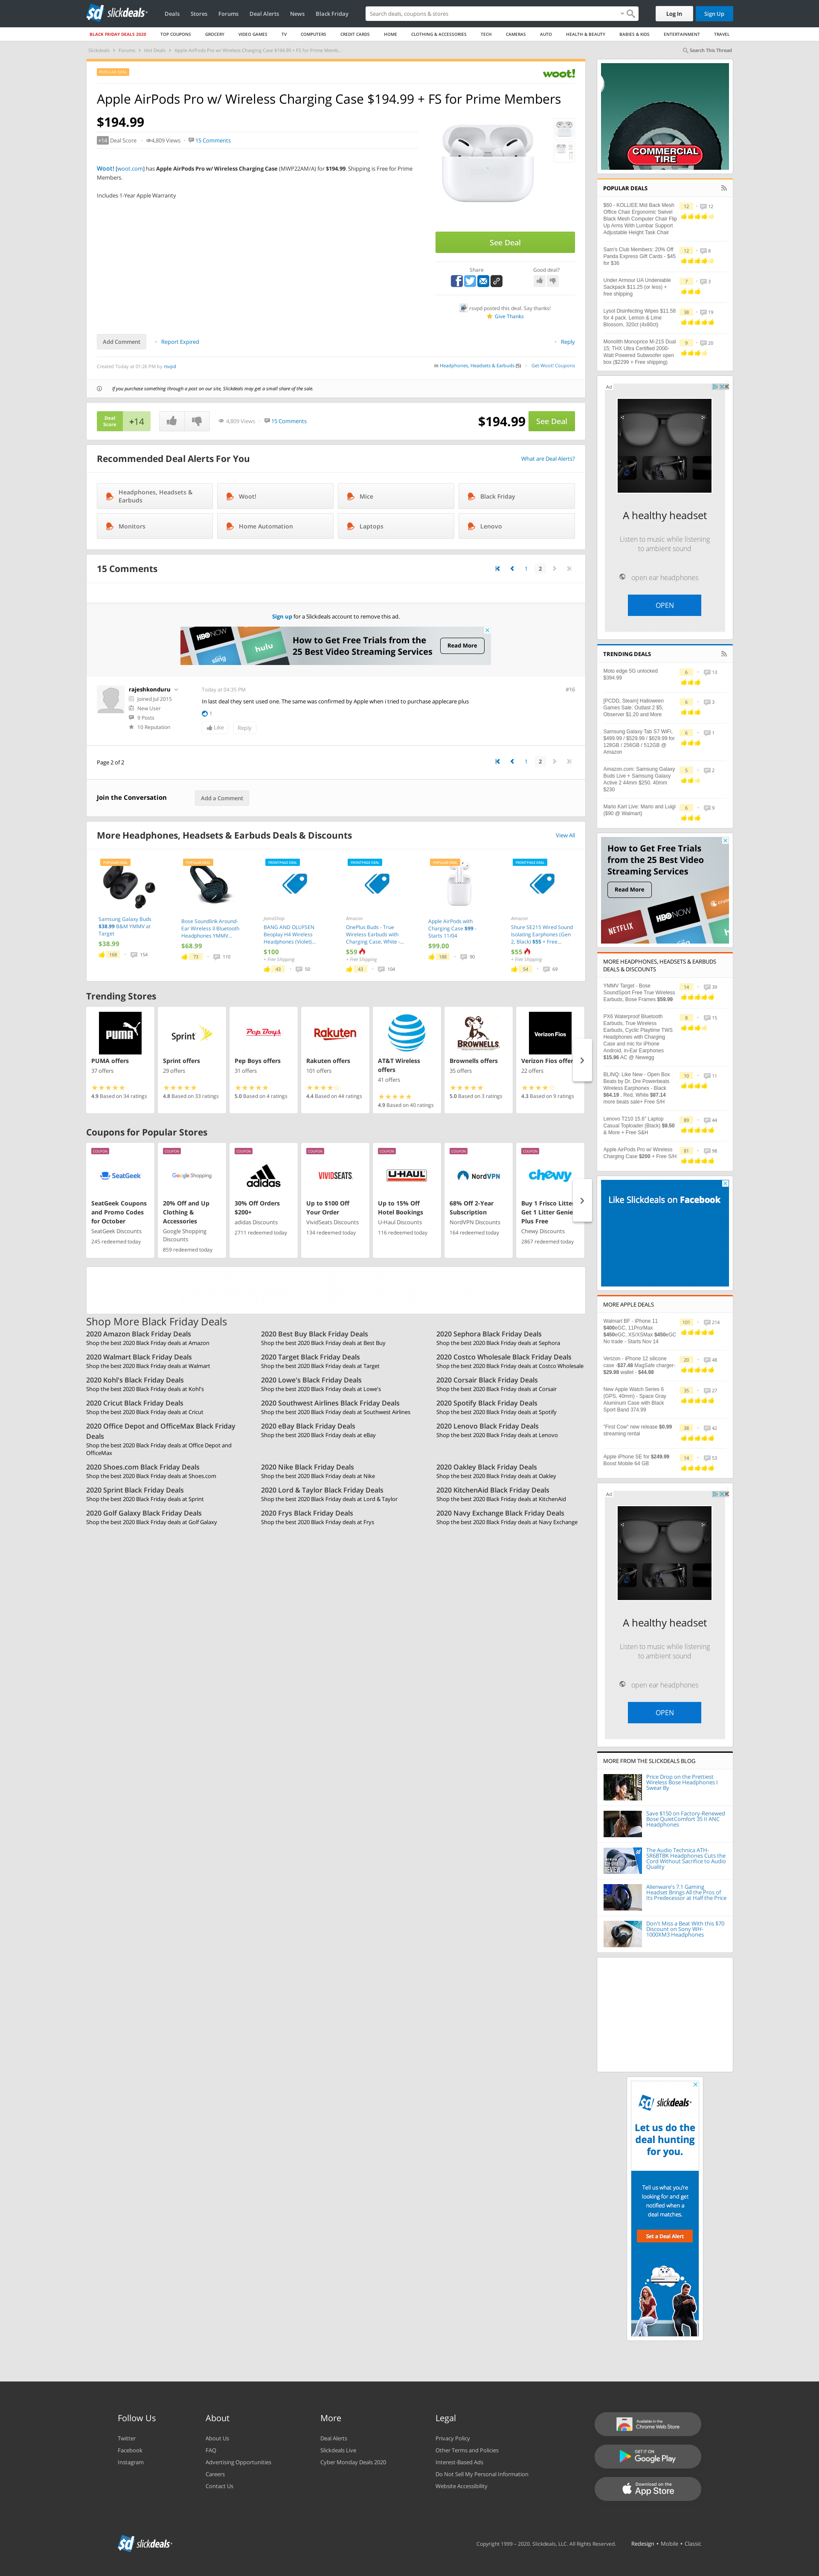 slickdeals
Deals
Stores
Forums
Deal Alerts
News
Black Friday
Search deals, coupons & stores
Log In
Sign Up
BLACK FRIDAY DEALS 2020
TOP COUPONS
GROCERY
VIDEO GAMES
TV
COMPUTERS
CREDIT CARDS
HOME
CLOTHING & ACCESSORIES
TECH
CAMERAS
AUTO
HEALTH & BEAUTY
BABIES & KIDS
ENTERTAINMENT
TRAVEL
Slickdeals > Forums > Hot Deals > Apple AirPods Pro w/ Wireless Charging Case $194.99 + FS for Prime Memb...
Search This Thread
woot!
Apple AirPods Pro w/ Wireless Charging Case $194.99 + FS for Prime Members
$194.99
+14 Deal Score
4,809 Views
15 Comments
Woot! [woot.com] has Apple AirPods Pro w/ Wireless Charging Case (MWP22AM/A) for $194.99. Shipping is Free for Prime
Members.
Includes 1-Year Apple Warranty
See Deal
Share
Good deal?
rsvpd posted this deal. Say thanks!
Give Thanks
Add Comment
Report Expired
Reply
Created Today at 01:26 PM by rsvpd
in Headphones, Headsets & Earbuds (5)
Get Woot! Coupons
If you purchase something through a post on our site, Slickdeals may get a small share of the sale.
Deal
Score
+14
4,809 Views
15 Comments
$194.99
See Deal
Recommended Deal Alerts For You
What are Deal Alerts?
Headphones, Headsets &
Earbuds
Woot!
Mice
Black Friday
Monitors
Home Automation
Laptops
Lenovo
15 Comments
1
2
Sign up for a Slickdeals account to remove this ad.
HBO NOW
hulu
How to Get Free Trials from the
25 Best Video Streaming Services
Read More
rajeshkonduru
Joined Jul 2015
New User
9 Posts
10 Reputation
Today at 04:35 PM
#16
In last deal they sent used one. The same was confirmed by Apple when i tried to purchase applecare plus
1
Like
Reply
Page 2 of 2
1
2
Join the Conversation
Add a Comment
More Headphones, Headsets & Earbuds Deals & Discounts
View All
POPULAR DEAL
Samsung Galaxy Buds
$38.99 B&M YMMV at
Target
$38.99
168
154
POPULAR DEAL
Bose Soundlink Around-
Ear Wireless II Bluetooth
Headphones YMMV...
$68.99
73
116
FRONTPAGE DEAL
JomaShop
BANG AND OLUFSEN
Beoplay H4 Wireless
Headphones (Violet)...
$100
+ Free Shipping
43
50
FRONTPAGE DEAL
Amazon
OnePlus Buds - True
Wireless Earbuds with
Charging Case, White -...
$59
+ Free Shipping
43
104
POPULAR DEAL
Apple AirPods with
Charging Case $99 -
Starts 11/04
$99.00
188
90
FRONTPAGE DEAL
Amazon
Shure SE215 Wired Sound
Isolating Earphones (Gen
2, Black) $55 + Free...
$55
+ Free Shipping
54
69
Trending Stores
PUMA
PUMA offers
37 offers
4.9 Based on 34 ratings
Sprint
Sprint offers
29 offers
4.8 Based on 33 ratings
Pep Boys
Pep Boys offers
31 offers
5.0 Based on 4 ratings
Rakuten
Rakuten offers
101 offers
4.4 Based on 44 ratings
AT&T
AT&T Wireless
offers
41 offers
4.9 Based on 40 ratings
BROWNELLS
Brownells offers
35 offers
5.0 Based on 3 ratings
Verizon Fios
Verizon Fios offers
22 offers
4.3 Based on 9 ratings
Coupons for Popular Stores
COUPON
SeatGeek
SeatGeek Coupons
and Promo Codes
for October
SeatGeek Discounts
245 redeemed today
COUPON
Google Shopping
20% Off and Up
Clothing &
Accessories
Google Shopping
Discounts
859 redeemed today
COUPON
adidas
30% Off Orders
$200+
adidas Discounts
2711 redeemed today
COUPON
VIVIDSEATS
Up to $100 Off
Your Order
VividSeats Discounts
134 redeemed today
COUPON
U-HAUL
Up to 15% Off
Hotel Bookings
U-Haul Discounts
116 redeemed today
COUPON
NordVPN
68% Off 2-Year
Subscription
NordVPN Discounts
164 redeemed today
COUPON
chewy
Buy 1 Frisco Litter,
Get 1 Litter Genie
Plus Free
Chewy Discounts
2867 redeemed today
Shop More Black Friday Deals
2020 Amazon Black Friday Deals
Shop the best 2020 Black Friday deals at Amazon
2020 Best Buy Black Friday Deals
Shop the best 2020 Black Friday deals at Best Buy
2020 Sephora Black Friday Deals
Shop the best 2020 Black Friday deals at Sephora
2020 Walmart Black Friday Deals
Shop the best 2020 Black Friday deals at Walmart
2020 Target Black Friday Deals
Shop the best 2020 Black Friday deals at Target
2020 Costco Wholesale Black Friday Deals
Shop the best 2020 Black Friday deals at Costco Wholesale
2020 Kohl's Black Friday Deals
Shop the best 2020 Black Friday deals at Kohl's
2020 Lowe's Black Friday Deals
Shop the best 2020 Black Friday deals at Lowe's
2020 Corsair Black Friday Deals
Shop the best 2020 Black Friday deals at Corsair
2020 Cricut Black Friday Deals
Shop the best 2020 Black Friday deals at Cricut
2020 Southwest Airlines Black Friday Deals
Shop the best 2020 Black Friday deals at Southwest Airlines
2020 Spotify Black Friday Deals
Shop the best 2020 Black Friday deals at Spotify
2020 Office Depot and OfficeMax Black Friday
Deals
Shop the best 2020 Black Friday deals at Office Depot and
OfficeMax
2020 eBay Black Friday Deals
Shop the best 2020 Black Friday deals at eBay
2020 Lenovo Black Friday Deals
Shop the best 2020 Black Friday deals at Lenovo
2020 Shoes.com Black Friday Deals
Shop the best 2020 Black Friday deals at Shoes.com
2020 Nike Black Friday Deals
Shop the best 2020 Black Friday deals at Nike
2020 Oakley Black Friday Deals
Shop the best 2020 Black Friday deals at Oakley
2020 Sprint Black Friday Deals
Shop the best 2020 Black Friday deals at Sprint
2020 Lord & Taylor Black Friday Deals
Shop the best 2020 Black Friday deals at Lord & Taylor
2020 KitchenAid Black Friday Deals
Shop the best 2020 Black Friday deals at KitchenAid
2020 Golf Galaxy Black Friday Deals
Shop the best 2020 Black Friday deals at Golf Galaxy
2020 Frys Black Friday Deals
Shop the best 2020 Black Friday deals at Frys
2020 Navy Exchange Black Friday Deals
Shop the best 2020 Black Friday deals at Navy Exchange
COMMERCIAL
TIRE
POPULAR DEALS
$60 - KOLLIEE Mid Back Mesh
Office Chair Ergonomic Swivel
Black Mesh Computer Chair Flip
Up Arms With Lumbar Support
Adjustable Height Task Chair
12
12
Sam's Club Members: 20% Off
Panda Express Gift Cards - $45
for $36
12
8
Under Armour UA Undeniable
Sackpack $11.25 (or less) +
free shipping
7
3
Lysol Disinfecting Wipes $11.58
for 4 pack. Lemon & Lime
Blossom, 320ct (4x80ct)
38
19
Monolith Monoprice M-215 Dual
15; THX Ultra Certified 2000-
Watt Powered Subwoofer open
box ($2299 + Free shipping)
9
20
Ad
A healthy headset
Listen to music while listening
to ambient sound
open ear headphones
OPEN
TRENDING DEALS
Moto edge 5G unlocked
$394.99
6
13
[PCDD, Steam] Halloween
Games Sale: Outlast 2 $5,
Observer $1.20 and More
6
3
Samsung Galaxy Tab S7 WiFi,
$499.99 / $529.99 / $629.99 for
128GB / 256GB / 512GB @
Amazon
6
1
Amazon.com: Samsung Galaxy
Buds Live + Samsung Galaxy
Active 2 44mm $250. 40mm
$230
5
2
Mario Kart Live: Mario and Luigi
($90 @ Walmart)
6
9
How to Get Free Trials
from the 25 Best Video
Streaming Services
Read More
NETFLIX
HBO NOW
MORE HEADPHONES, HEADSETS & EARBUDS
DEALS & DISCOUNTS
YMMV Target - Bose
SoundSport Free True Wireless
Earbuds, Bose Frames $59.99
14
39
PX6 Waterproof Bluetooth
Earbuds, True Wireless
Earbuds, Cyclic Playtime TWS
Headphones with Charging
Case and mic for iPhone
Android, in-Ear Earphones
$15.96 AC @ Newegg
8
15
BLINQ: Like New - Open Box
Beats by Dr. Dre Powerbeats
Wireless Earphones - Black
$64.19 , Red, White $87.14
more beats sale+ Free S/H
10
11
Lenovo T210 15.6" Laptop
Casual Toploader (Black) $9.50
& More + Free S&H
89
44
Apple AirPods Pro w/ Wireless
Charging Case $200 + Free S/H
81
98
Like Slickdeals on Facebook
MORE APPLE DEALS
Walmart BF - iPhone 11
$400eGC, 11Pro/Max
$450eGC..XS/XSMax $450eGC
No trade - Starts Nov 14
101
214
Verizon - iPhone 12 silicone
case -$37.48 MagSafe charger-
$29.98 wallet - $44.98
20
48
New Apple Watch Series 6
(GPS, 40mm) - Space Gray
Aluminum Case with Black
Sport Band 374.99
35
27
"First Cow" new release $0.99
streaming rental
38
42
Apple iPhone SE for $249.99
Boost Mobile 64 GB
14
53
Ad
A healthy headset
Listen to music while listening
to ambient sound
open ear headphones
OPEN
MORE FROM THE SLICKDEALS BLOG
Price Drop on the Prettiest
Wireless Bose Headphones I
Swear By
Save $150 on Factory-Renewed
Bose QuietComfort 35 II ANC
Headphones
The Audio Technica ATH-
SR6BTBK Headphones Cuts the
Cord Without Sacrifice to Audio
Quality
Alienware's 7.1 Gaming
Headset Brings All the Pros of
Its Predecessor at Half the Price
Don't Miss a Beat With this $70
Discount on Sony WH-
1000XM3 Headphones
slickdeals
Let us do the
deal hunting
for you.
Tell us what you're
looking for and get
notified when a
deal matches.
Set a Deal Alert
Follow Us
Twitter
Facebook
Instagram
About
About Us
FAQ
Advertising Opportunities
Careers
Contact Us
More
Deal Alerts
Slickdeals Live
Cyber Monday Deals 2020
Legal
Privacy Policy
Other Terms and Policies
Interest-Based Ads
Do Not Sell My Personal Information
Website Accessibility
Available in the
Chrome Web Store
GET IT ON
Google Play
Download on the
App Store
slickdeals
Copyright 1999 – 2020. Slickdeals, LLC. All Rights Reserved.
Redesign • Mobile • Classic